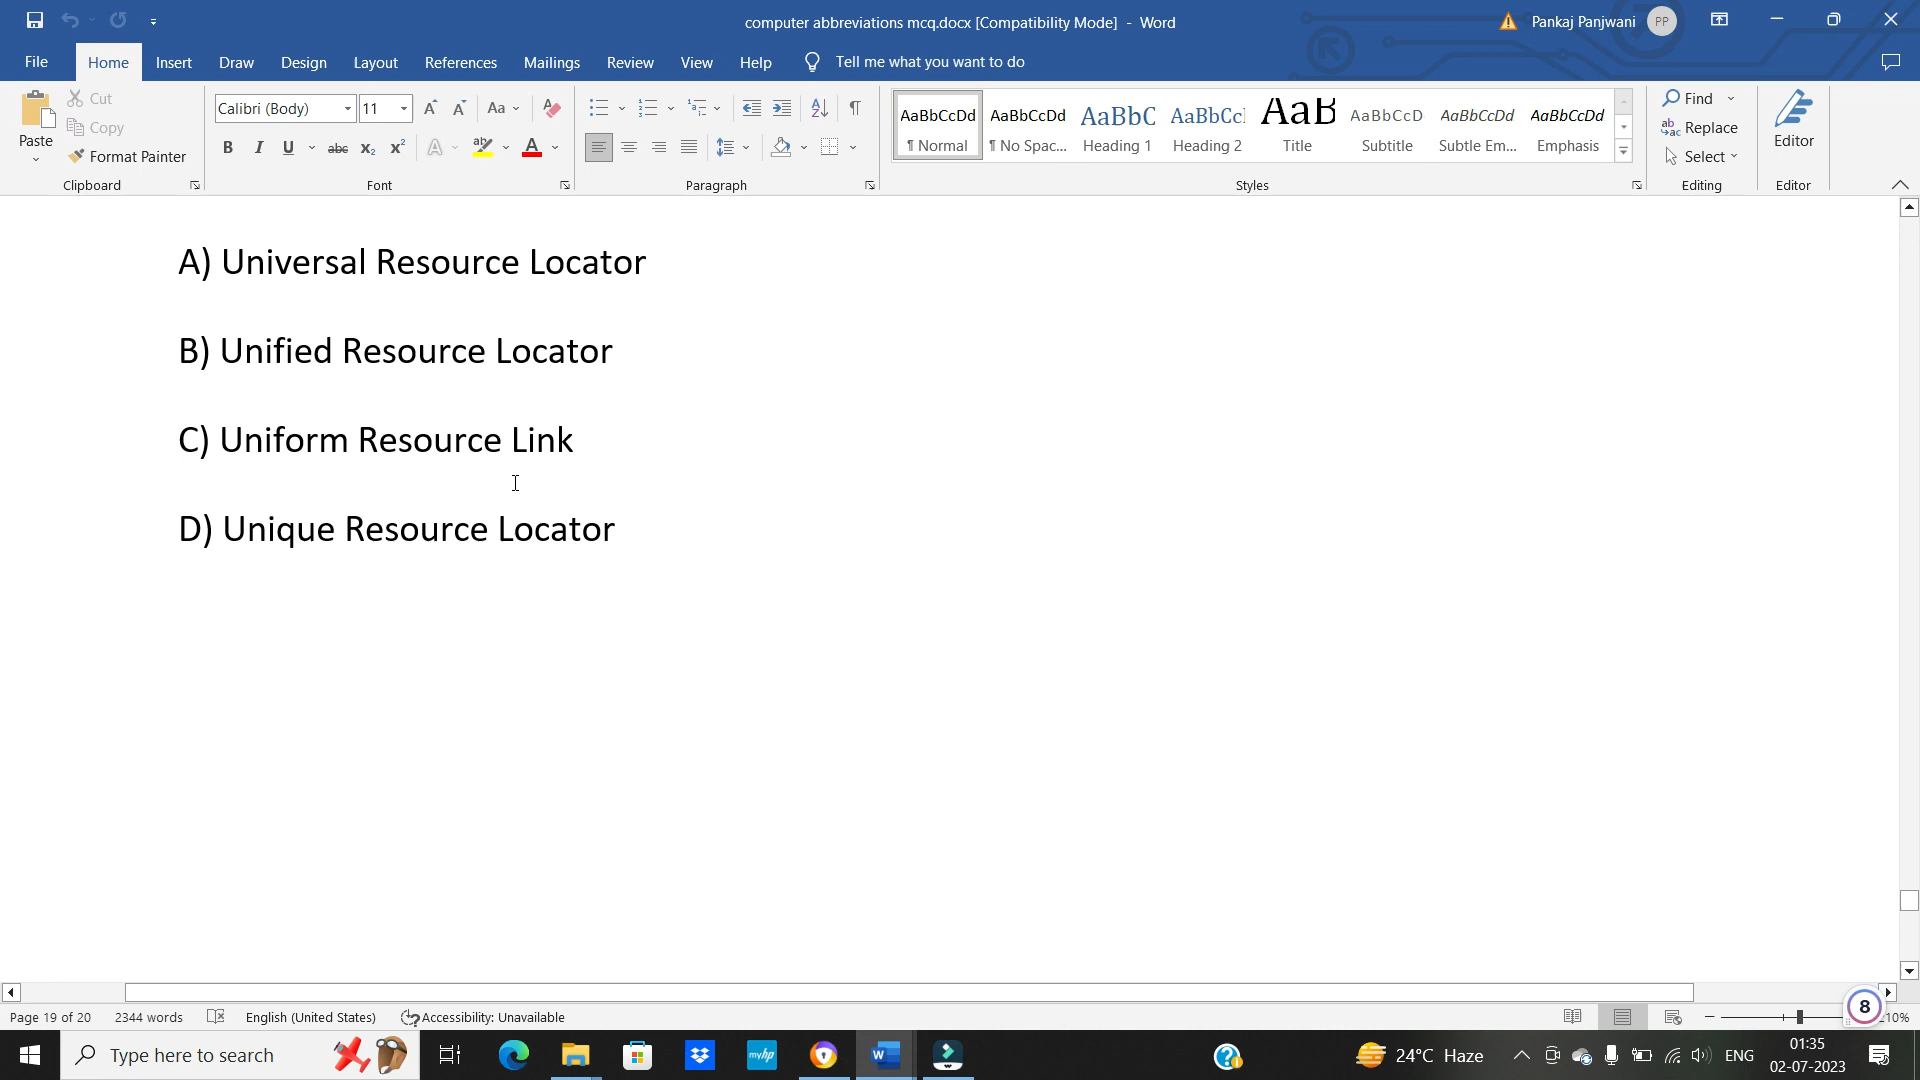 computer abbreviations mcq.docx [Compatibility Mode] - Word
Pankaj Panjwani PP
File Home Insert Draw Design Layout References Mailings Review View Help Tell me what you want to do
Paste Cut Copy Format Painter
Calibri (Body) 11
AaBbCcDd AaBbCcDd AaBbC AaBbCc AaB AaBbCcD AaBbCcDd AaBbCcDd
¶ Normal ¶ No Spac... Heading 1 Heading 2 Title Subtitle Subtle Em... Emphasis
Find Replace Select
Editor
Clipboard Font Paragraph Styles Editing Editor
A) Universal Resource Locator
B) Unified Resource Locator
C) Uniform Resource Link
D) Unique Resource Locator
8
Page 19 of 20 2344 words English (United States) Accessibility: Unavailable
Type here to search
24°C Haze ENG 01:35
02-07-2023